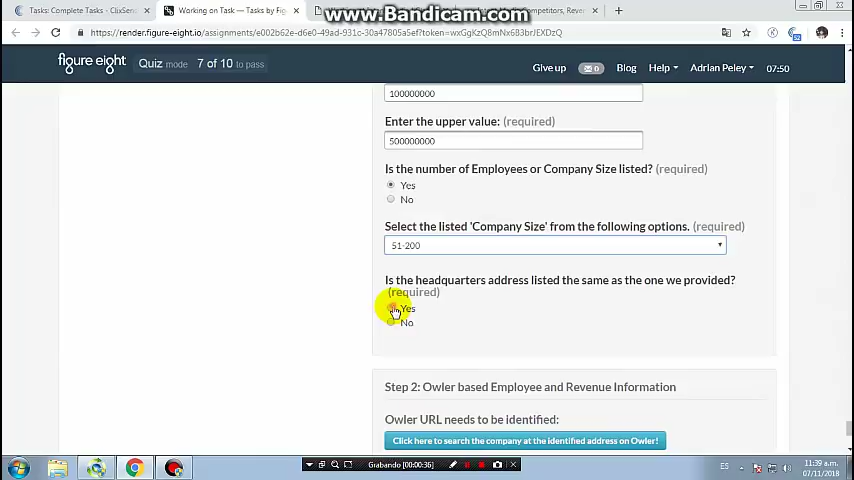 www.Bandicam.com
Tasks: Complete Tasks - ClixSens
Working on Task — Tasks by Fig
Competitors, Reven
https://render.figure-eight.io/assignments/e002b62e-d6e0-49ad-931c-30a47805a5ef?token=wxGgKzQ8mNx6B3brJEXDzQ
figure eight
Quiz mode
7 of 10 to pass
Give up
0
Blog
Help
Adrian Peley
07:50
100000000
Enter the upper value: (required)
500000000
Is the number of Employees or Company Size listed? (required)
Yes
No
Select the listed 'Company Size' from the following options. (required)
51-200
Is the headquarters address listed the same as the one we provided?
(required)
Yes
No
Step 2: Owler based Employee and Revenue Information
Owler URL needs to be identified:
Click here to search the company at the identified address on Owler!
Grabando [00:00:36]
ES
11:39 a.m.
07/11/2018